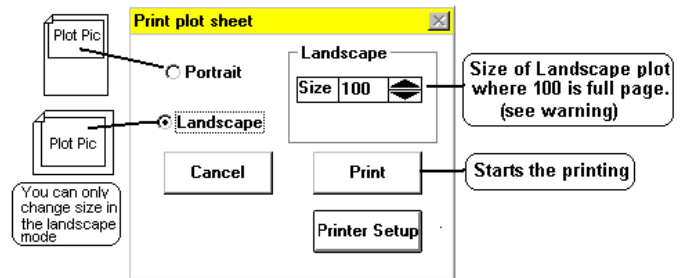 Plot Pic
Print plot sheet
Portrait
Landscape
Size 100
Size of Landscape plot
where 100 is full page.
(see warning)
Landscape
Plot Pic
Cancel
Print
Starts the printing
You can only
change size in
the landscape
mode
Printer Setup